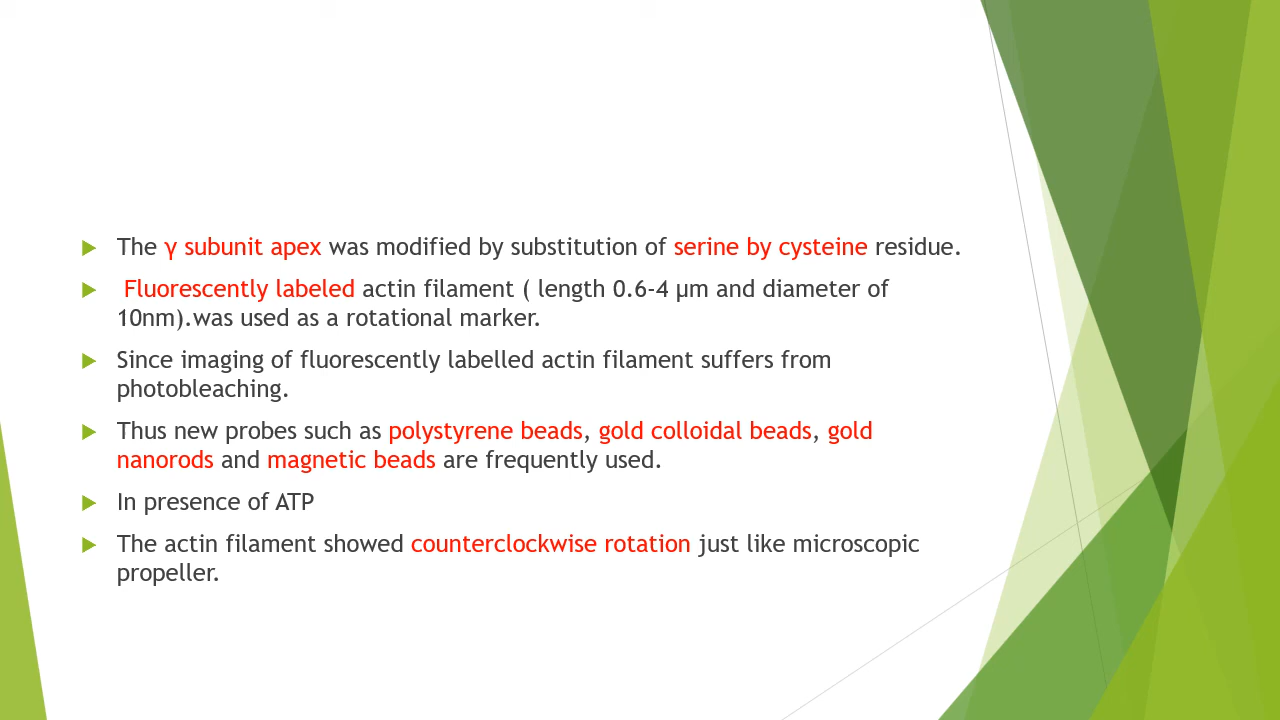 The γ subunit apex was modified by substitution of serine by cysteine residue.
Fluorescently labeled actin filament ( length 0.6-4 µm and diameter of
10nm).was used as a rotational marker.
Since imaging of fluorescently labelled actin filament suffers from
photobleaching.
Thus new probes such as polystyrene beads, gold colloidal beads, gold
nanorods and magnetic beads are frequently used.
In presence of ATP
The actin filament showed counterclockwise rotation just like microscopic
propeller.